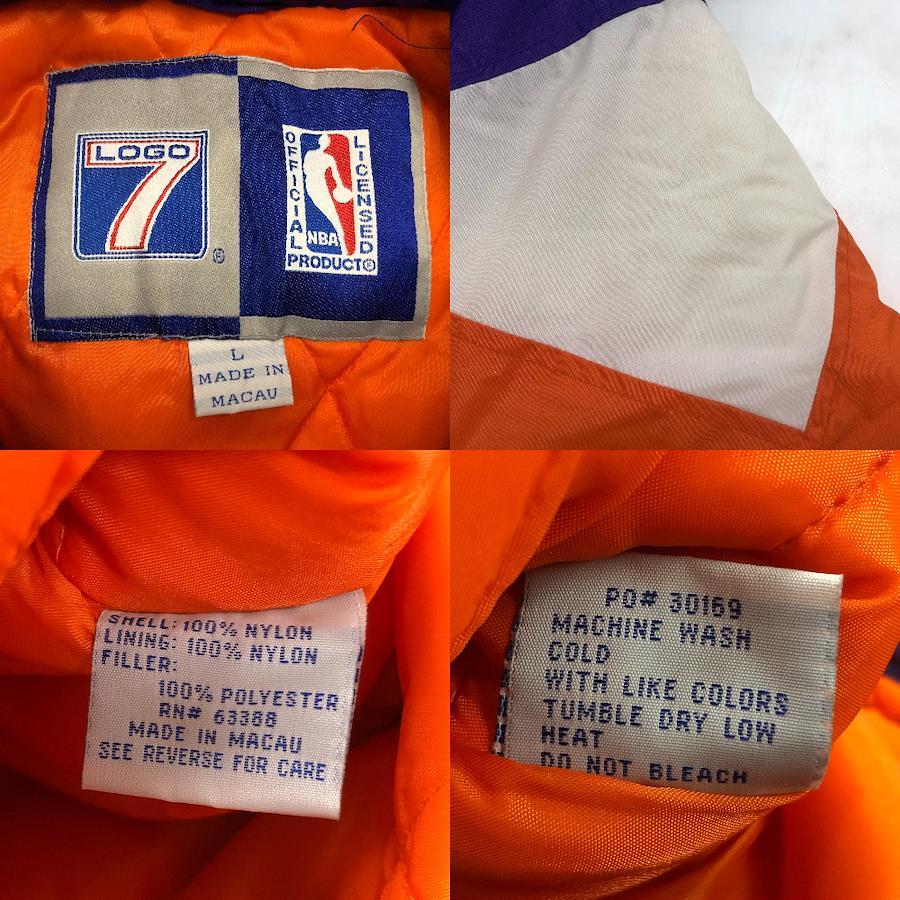 LOGO
7
®
OFFICIAL
LICENSED
NBA
PRODUCT®
L
MADE IN
MACAU
SHELL: 100% NYLON
LINING: 100% NYLON
FILLER:
100% POLYESTER
RN# 63388
MADE IN MACAU
SEE REVERSE FOR CARE
PO# 30169
MACHINE WASH
COLD
WITH LIKE COLORS
TUMBLE DRY LOW
HEAT
DO NOT BLEACH